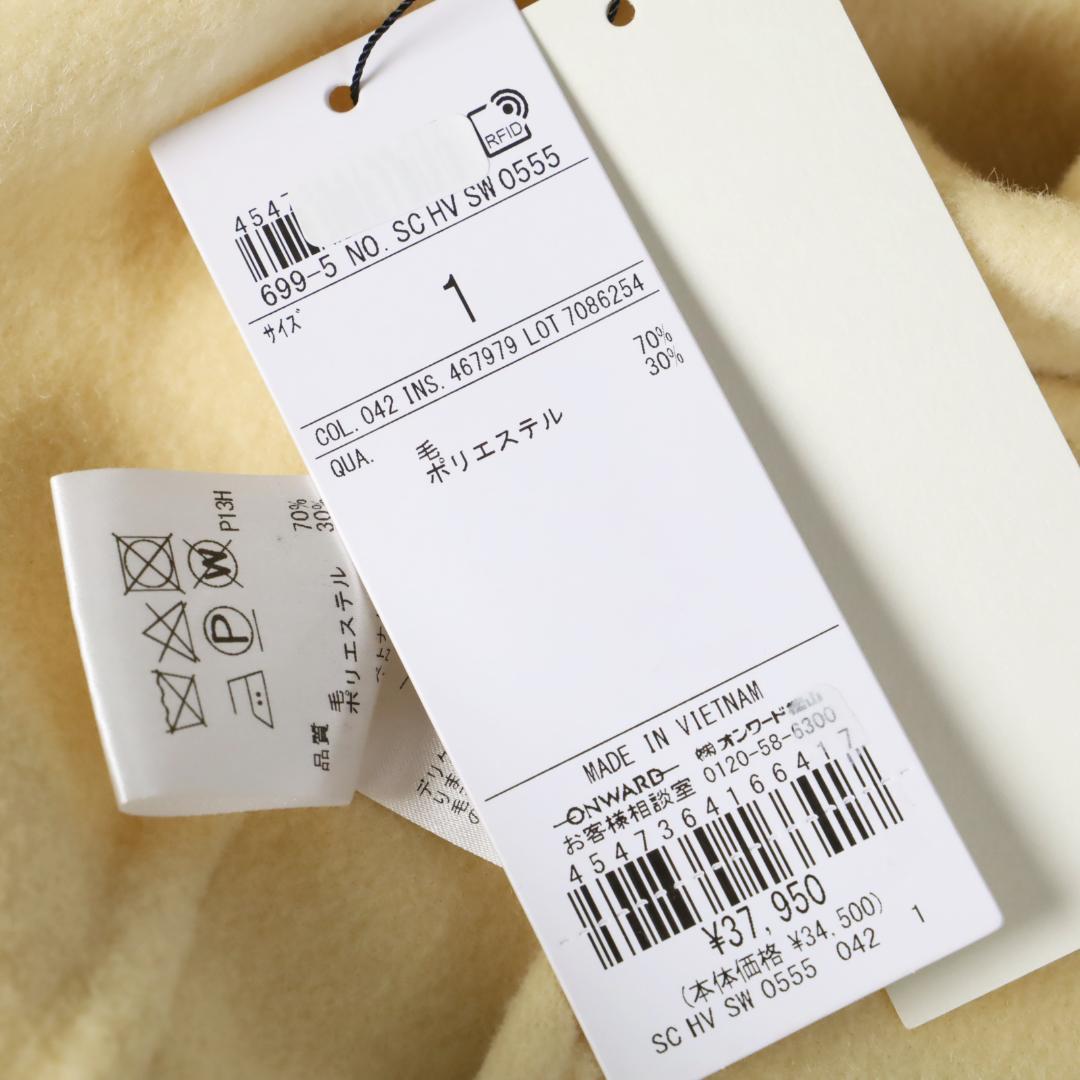 RFID
454
699-5 NO. SC HV SW 0555
サイズ
1
COL. 042 INS. 467979 LOT 7086254
QUA. 毛 70%
ポリエステル 30%
MADE IN VIETNAM
ONWARD ㈱オンワード
お客様相談室 0120-58-6300
4547364166417
¥37,950
(本体価格 ¥34,500)
SC HV SW 0555 042 1
P13H
W
P
品質
毛 70%
ポリエステル 30%